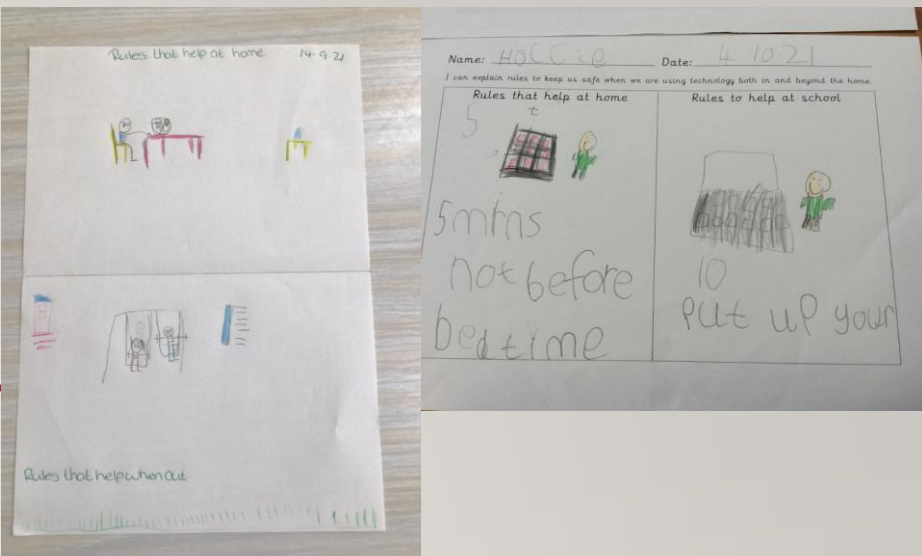 Rules that help at home 14.9.21
Rules that help when out
Name: Hollie Date: 4.10.21
I can explain rules to keep us safe when we are using technology both in and beyond the home.
Rules that help at home
5
5mins
not before
bedtime
Rules to help at school
10
put up your